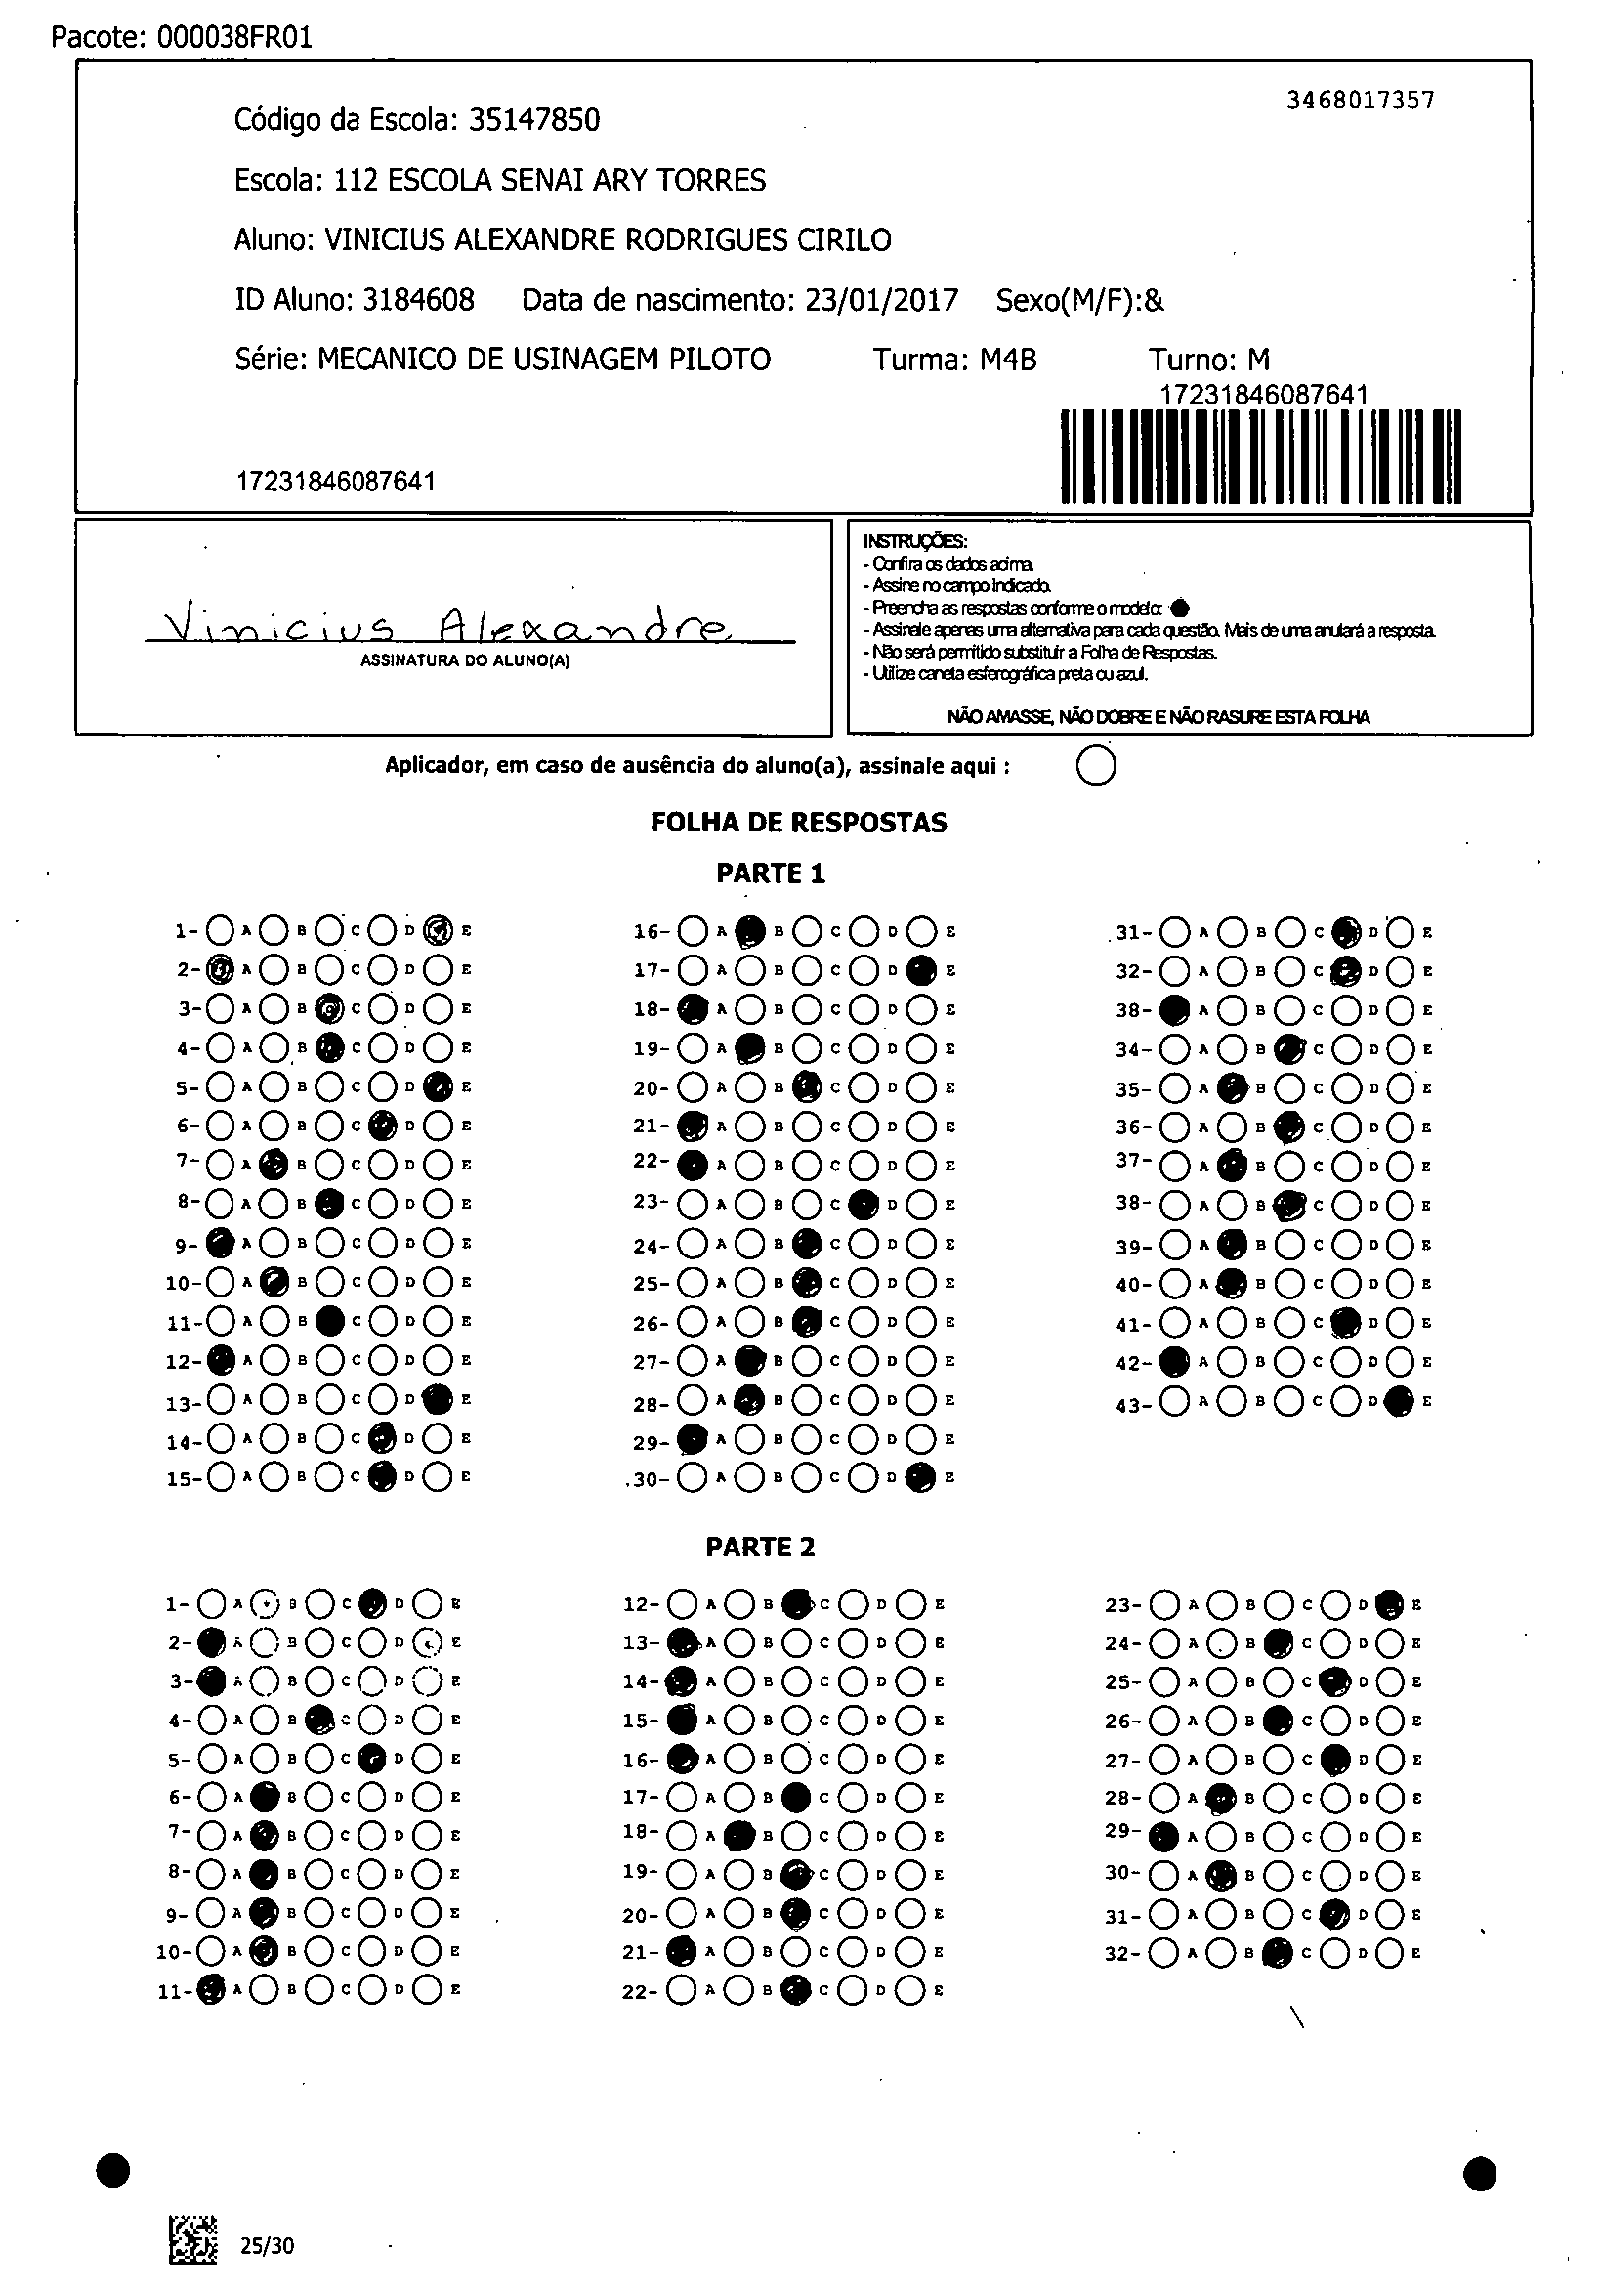 Pacote: 000038FR01
3468017357
Código da Escola: 35147850
Escola: 112 ESCOLA SENAI ARY TORRES
Aluno: VINICIUS ALEXANDRE RODRIGUES CIRILO
ID Aluno: 3184608 Data de nascimento: 23/01/2017 Sexo(M/F):&
Série: MECANICO DE USINAGEM PILOTO Turma: M4B Turno: M
17231846087641
17231846087641
Vinicius Alexandre
ASSINATURA DO ALUNO(A)
INSTRUÇÕES:
- Confira os dados acima.
- Assine no campo indicado.
- Preencha as respostas conforme o modelo:
- Assinale apenas uma alternativa para cada questão. Mais de uma anulará a resposta.
- Não será permitido substituir a Folha de Respostas.
- Utilize caneta esferográfica preta ou azul.
NÃO AMASSE, NÃO DOBRE E NÃO RASURE ESTA FOLHA
Aplicador, em caso de ausência do aluno(a), assinale aqui :
FOLHA DE RESPOSTAS
PARTE 1
1- A B C D E 16- A B C D E 31- A B C D E
2- A B C D E 17- A B C D E 32- A B C D E
3- A B C D E 18- A B C D E 38- A B C D E
4- A B C D E 19- A B C D E 34- A B C D E
5- A B C D E 20- A B C D E 35- A B C D E
6- A B C D E 21- A B C D E 36- A B C D E
7- A B C D E 22- A B C D E 37- A B C D E
8- A B C D E 23- A B C D E 38- A B C D E
9- A B C D E 24- A B C D E 39- A B C D E
10- A B C D E 25- A B C D E 40- A B C D E
11- A B C D E 26- A B C D E 41- A B C D E
12- A B C D E 27- A B C D E 42- A B C D E
13- A B C D E 28- A B C D E 43- A B C D E
14- A B C D E 29- A B C D E
15- A B C D E 30- A B C D E
PARTE 2
1- A B C D E 12- A B C D E 23- A B C D E
2- A B C D E 13- A B C D E 24- A B C D E
3- A B C D E 14- A B C D E 25- A B C D E
4- A B C D E 15- A B C D E 26- A B C D E
5- A B C D E 16- A B C D E 27- A B C D E
6- A B C D E 17- A B C D E 28- A B C D E
7- A B C D E 18- A B C D E 29- A B C D E
8- A B C D E 19- A B C D E 30- A B C D E
9- A B C D E 20- A B C D E 31- A B C D E
10- A B C D E 21- A B C D E 32- A B C D E
11- A B C D E 22- A B C D E
25/30